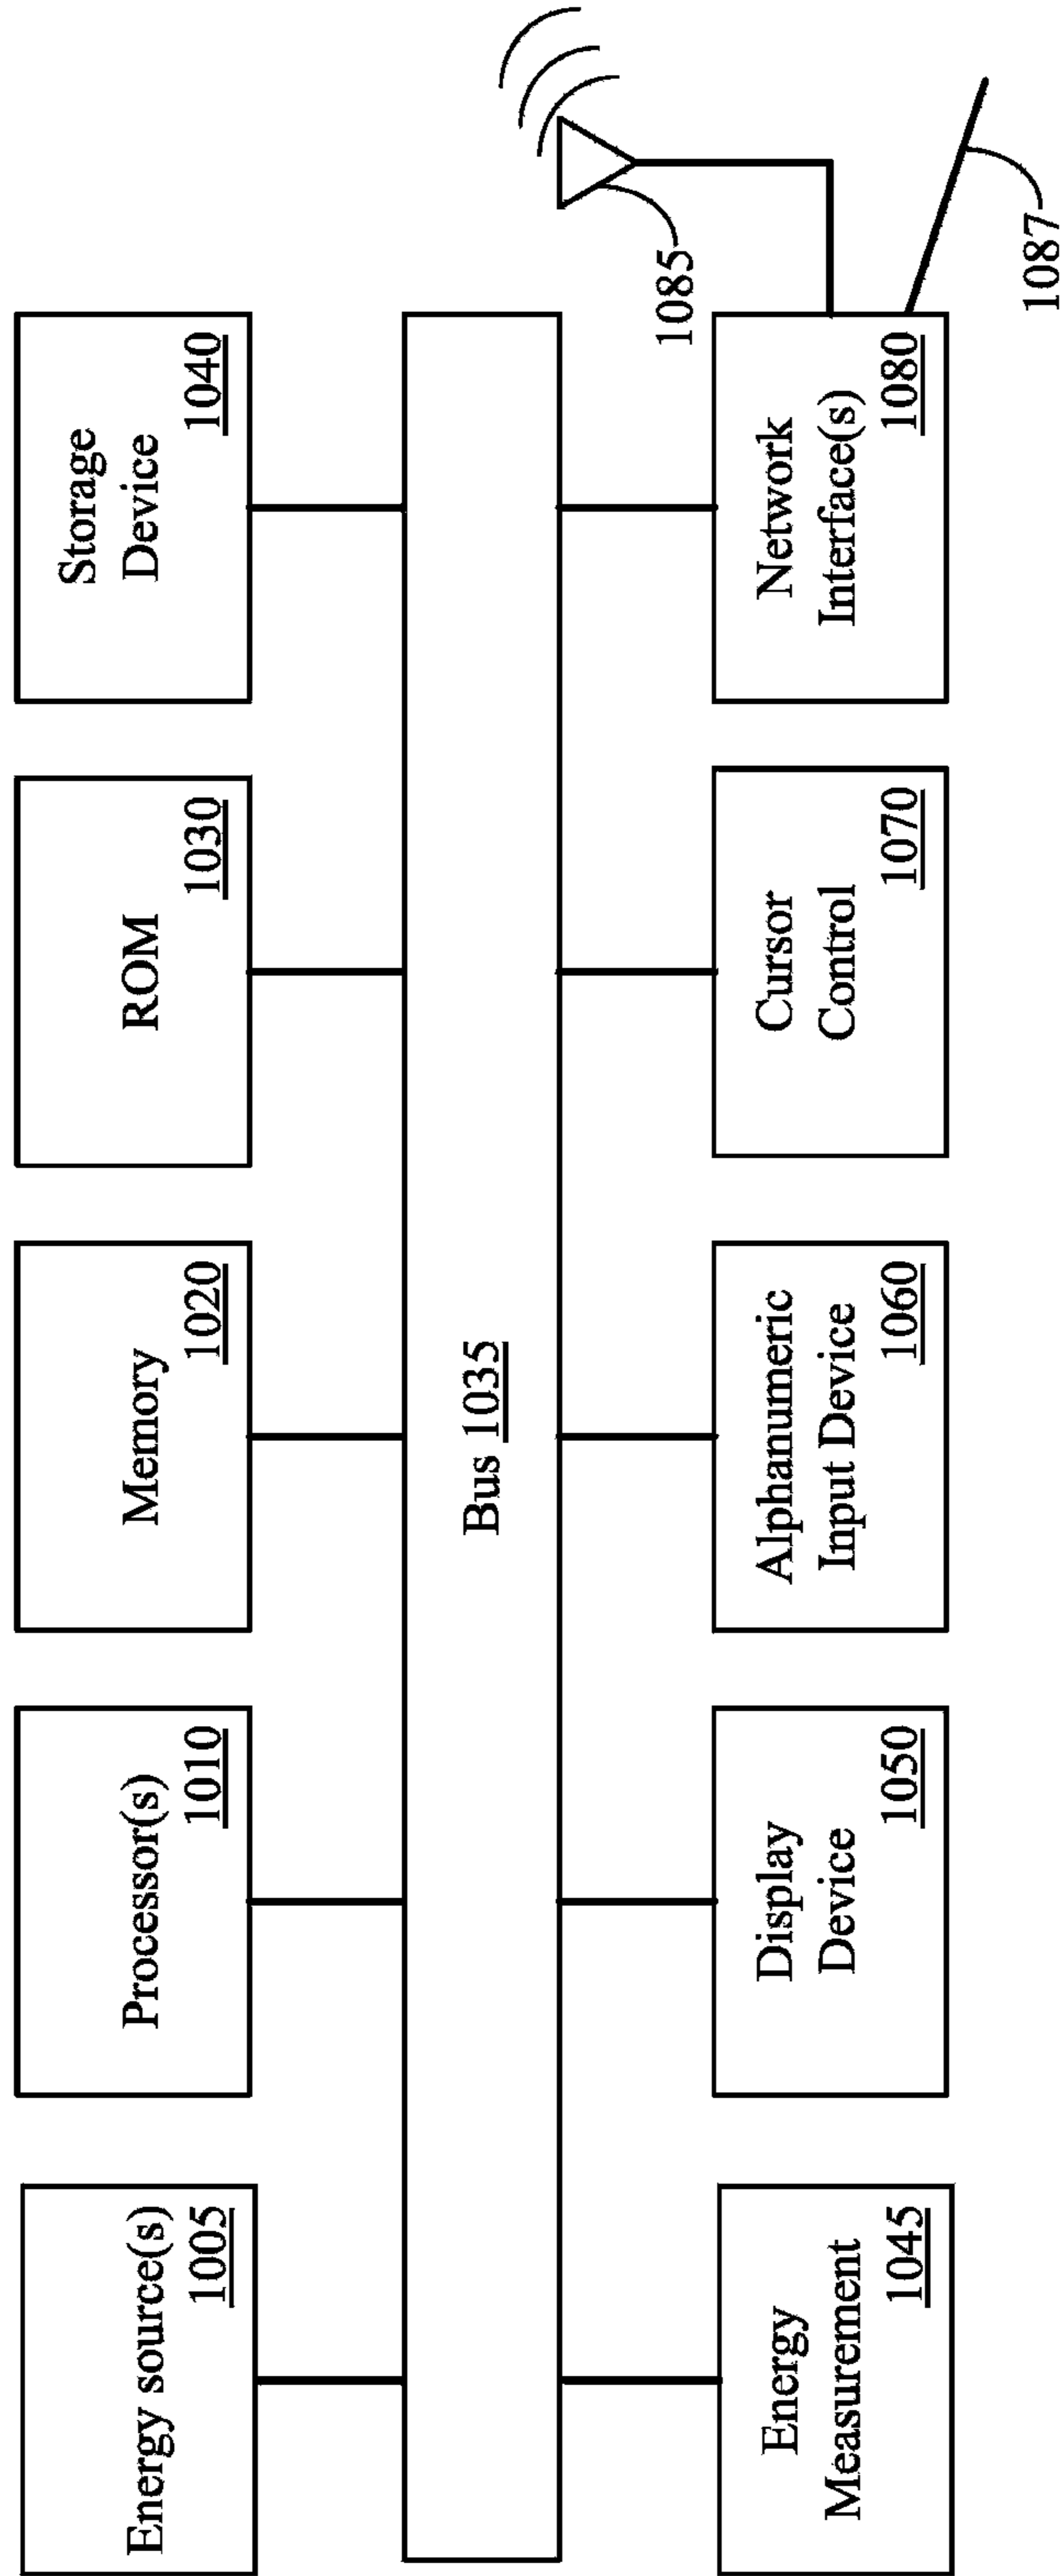 Energy source(s)
1005
Processor(s)
1010
Memory
1020
ROM
1030
Storage
Device
1040
Bus 1035
Energy
Measurement
1045
Display
Device
1050
Alphanumeric
Input Device
1060
Cursor
Control
1070
Network
Interface(s)
1080
1085
1087